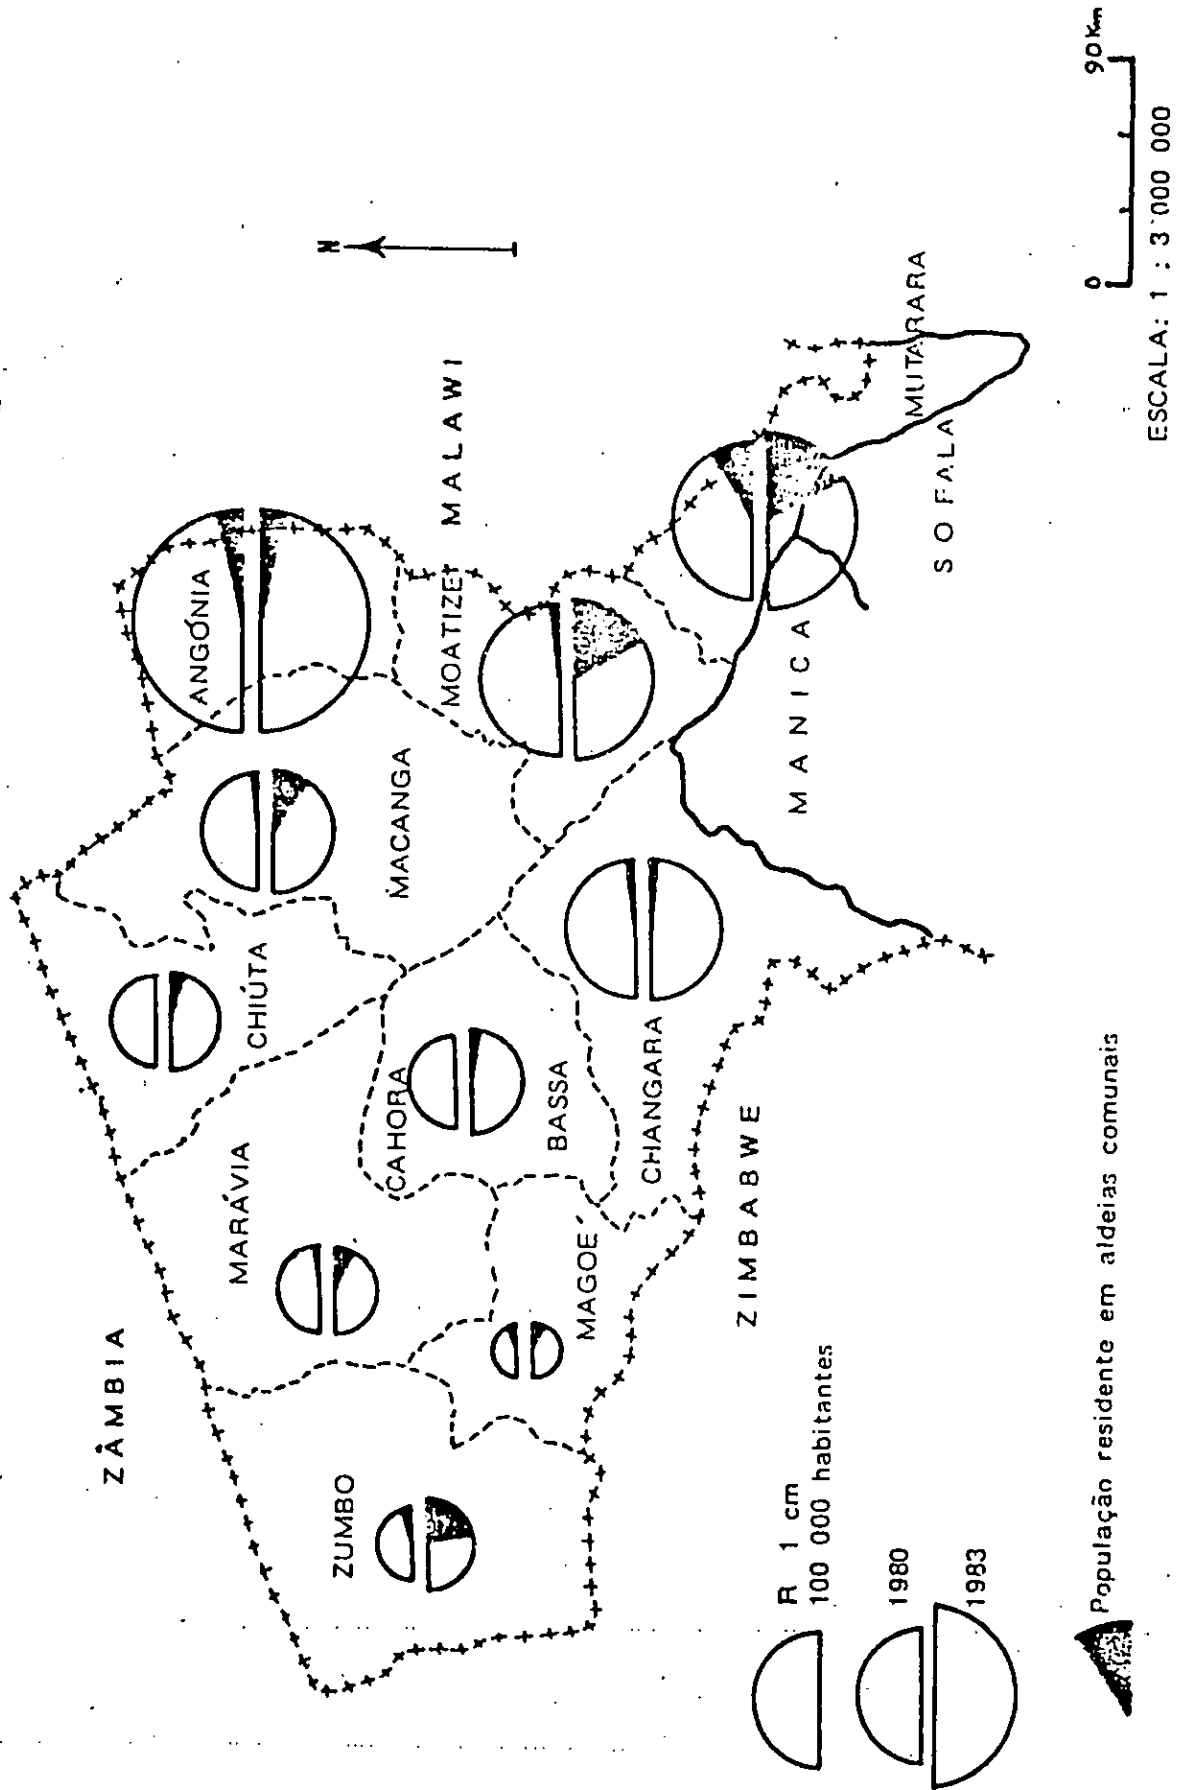 ZÂMBIA
ANGÓNIA
MALAWI
N
MACANGA
MOATIZE
CHIÚTA
MARÁVIA
ZUMBO
CAHORA
BASSA
MAGOÉ
CHANGARA
ZIMBABWE
MANICA
SOFALA
MUTARARA
R 1 cm
100 000 habitantes
1980
1983
População residente em aldeias comunais
0 90 Km
ESCALA: 1 : 3 000 000